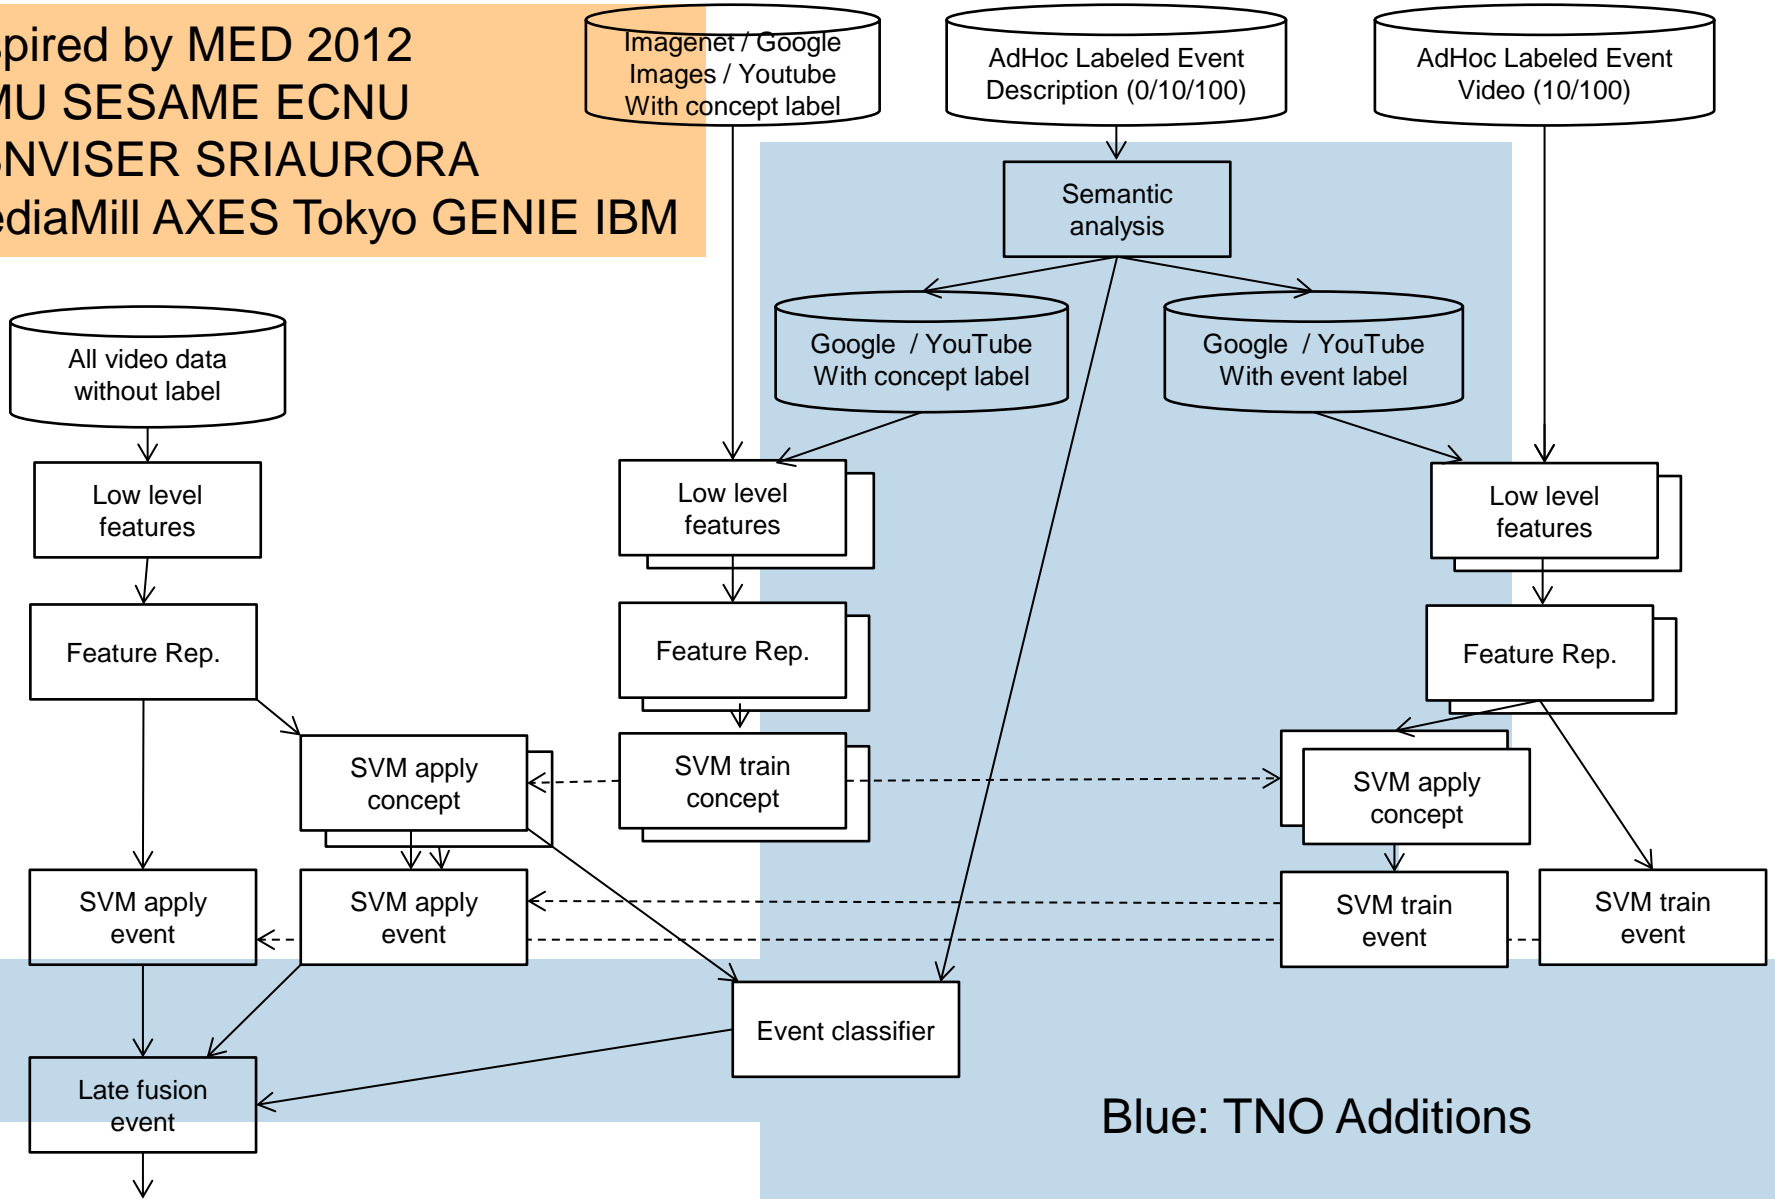 spired by MED 2012
MU SESAME ECNU
NVISER SRIAURORA
ediaMill AXES Tokyo GENIE IBM
Imagenet / Google
Images / Youtube
With concept label
AdHoc Labeled Event
Description (0/10/100)
AdHoc Labeled Event
Video (10/100)
Semantic
analysis
All video data
without label
Google / YouTube
With concept label
Google / YouTube
With event label
Low level
features
Low level
features
Low level
features
Feature Rep.
Feature Rep.
Feature Rep.
SVM apply
concept
SVM train
concept
SVM apply
concept
SVM apply
event
SVM apply
event
SVM train
event
SVM train
event
Event classifier
Late fusion
event
Blue: TNO Additions